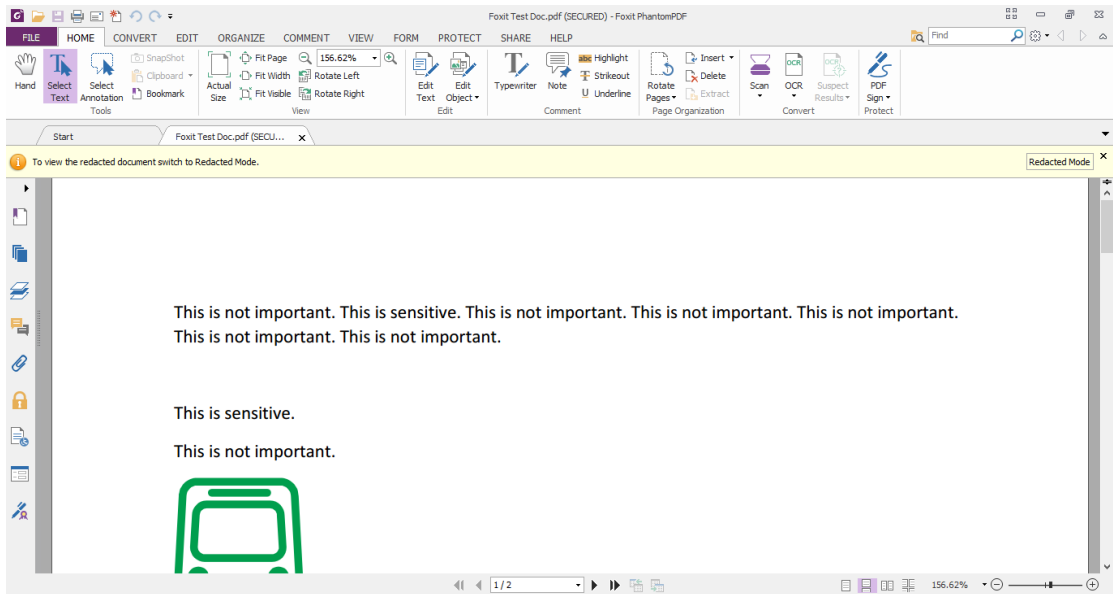 Foxit Test Doc.pdf (SECURED) - Foxit PhantomPDF
FILE HOME CONVERT EDIT ORGANIZE COMMENT VIEW FORM PROTECT SHARE HELP
Find
Hand
Select Text
Select Annotation
SnapShot
Clipboard
Bookmark
Tools
Actual Size
Fit Page
Fit Width
Fit Visible
156.62%
Rotate Left
Rotate Right
View
Edit Text
Edit Object
Edit
Typewriter
Note
abc Highlight
T Strikeout
U Underline
Comment
Rotate Pages
Insert
Delete
Extract
Page Organization
Scan
OCR
OCR
OCR
Suspect Results
Convert
PDF Sign
Protect
Start
Foxit Test Doc.pdf (SECU... x
To view the redacted document switch to Redacted Mode.
Redacted Mode
This is not important. This is sensitive. This is not important. This is not important. This is not important.
This is not important. This is not important.
This is sensitive.
This is not important.
1 / 2
156.62%